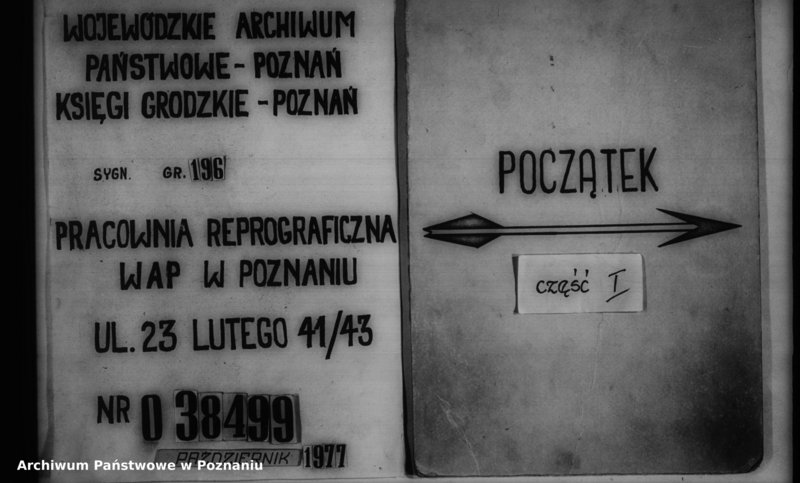 WOJEWÓDZKIE ARCHIWUM
PAŃSTWOWE - POZNAŃ
KSIĘGI GRODZKIE - POZNAŃ
SYGN. GR. 196
PRACOWNIA REPROGRAFICZNA
WAP W POZNANIU
UL. 23 LUTEGO 41/43
NR 0 38499
PAŹDZIERNIK 1977
POCZĄTEK
część I
Archiwum Państwowe w Poznaniu